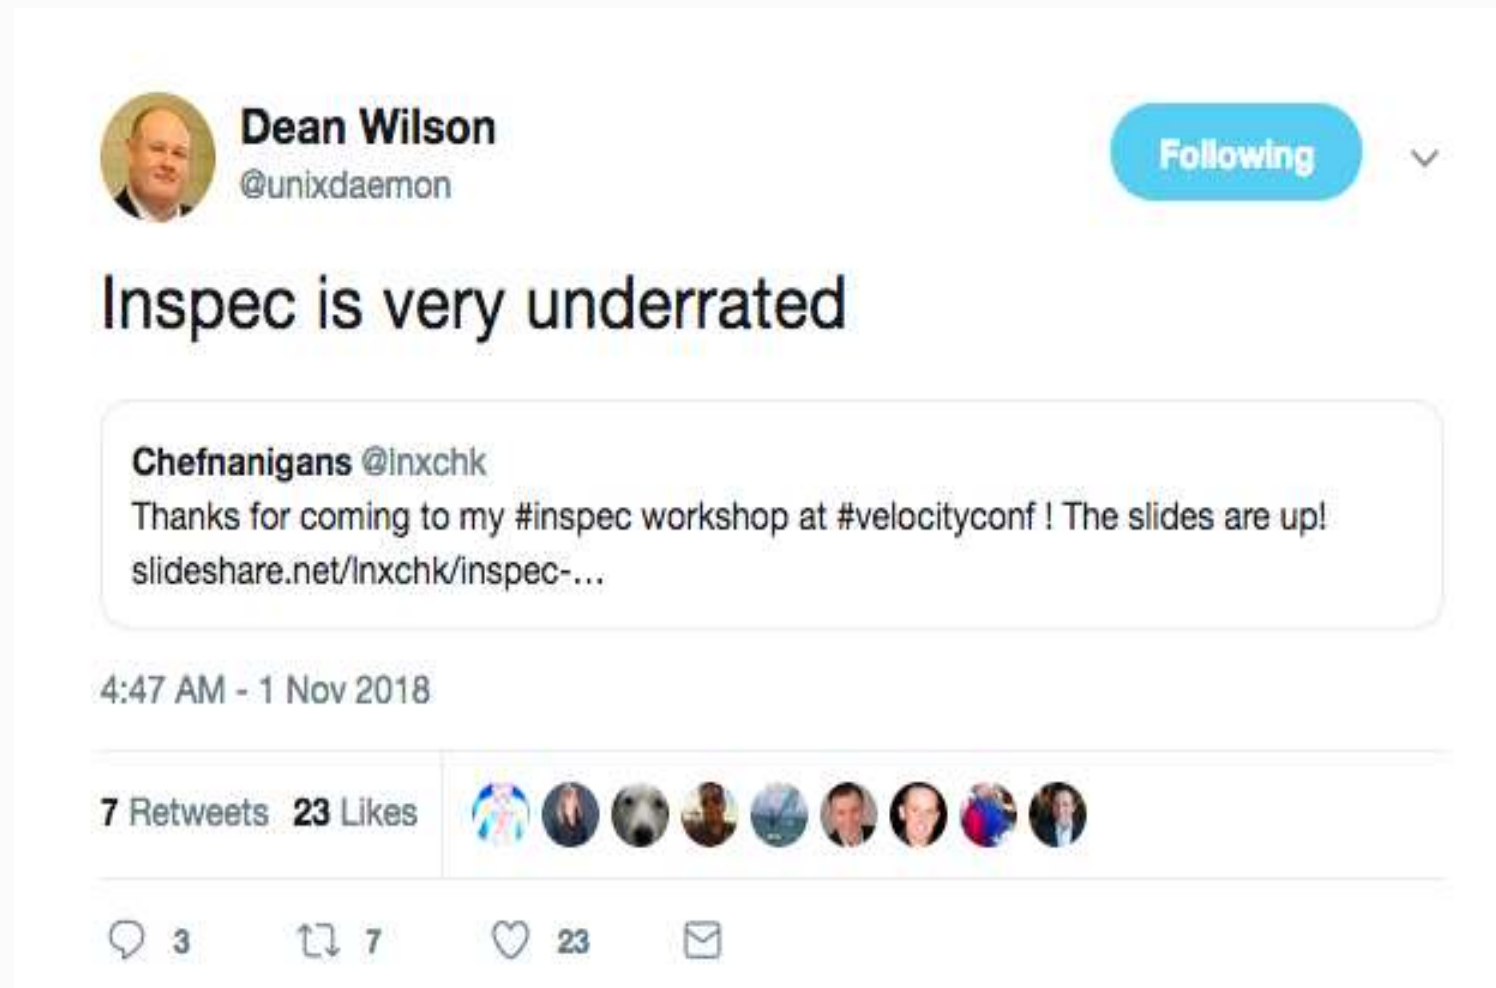 Dean Wilson
@unixdaemon
Following
Inspec is very underrated
Chefnanigans @lnxchk
Thanks for coming to my #inspec workshop at #velocityconf ! The slides are up!
slideshare.net/lnxchk/inspec-...
4:47 AM - 1 Nov 2018
7 Retweets 23 Likes
3 7 23